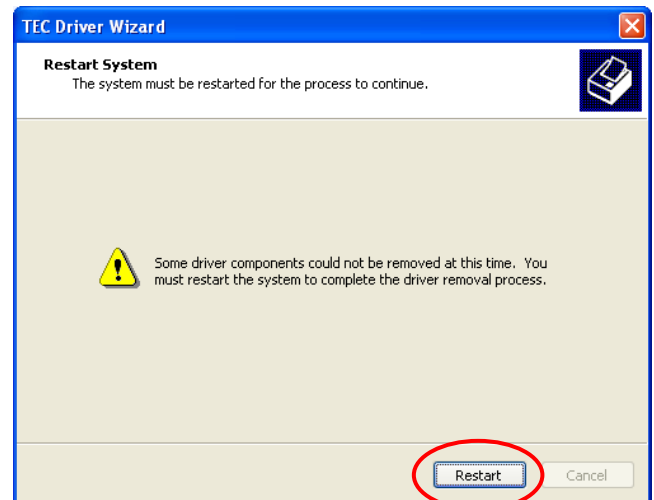 TEC Driver Wizard
Restart System
The system must be restarted for the process to continue.
Some driver components could not be removed at this time. You
must restart the system to complete the driver removal process.
Restart
Cancel